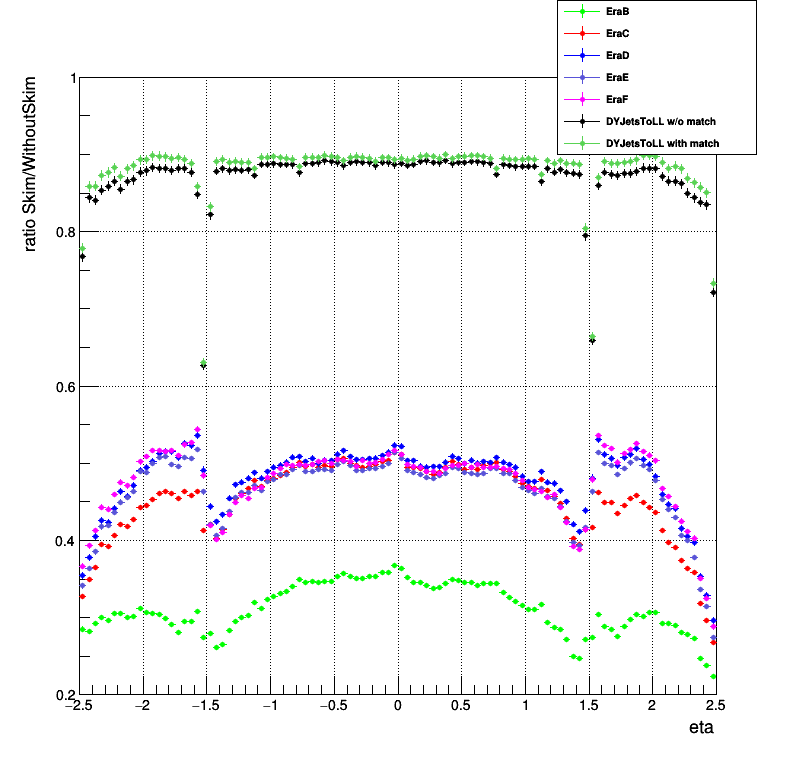 EraB
EraC
EraD
EraE
EraF
DYJetsToLL w/o match
DYJetsToLL with match
ratio Skim/WithoutSkim
1
0.8
0.6
0.4
0.2
−2.5 −2 −1.5 −1 −0.5 0 0.5 1 1.5 2 2.5
eta